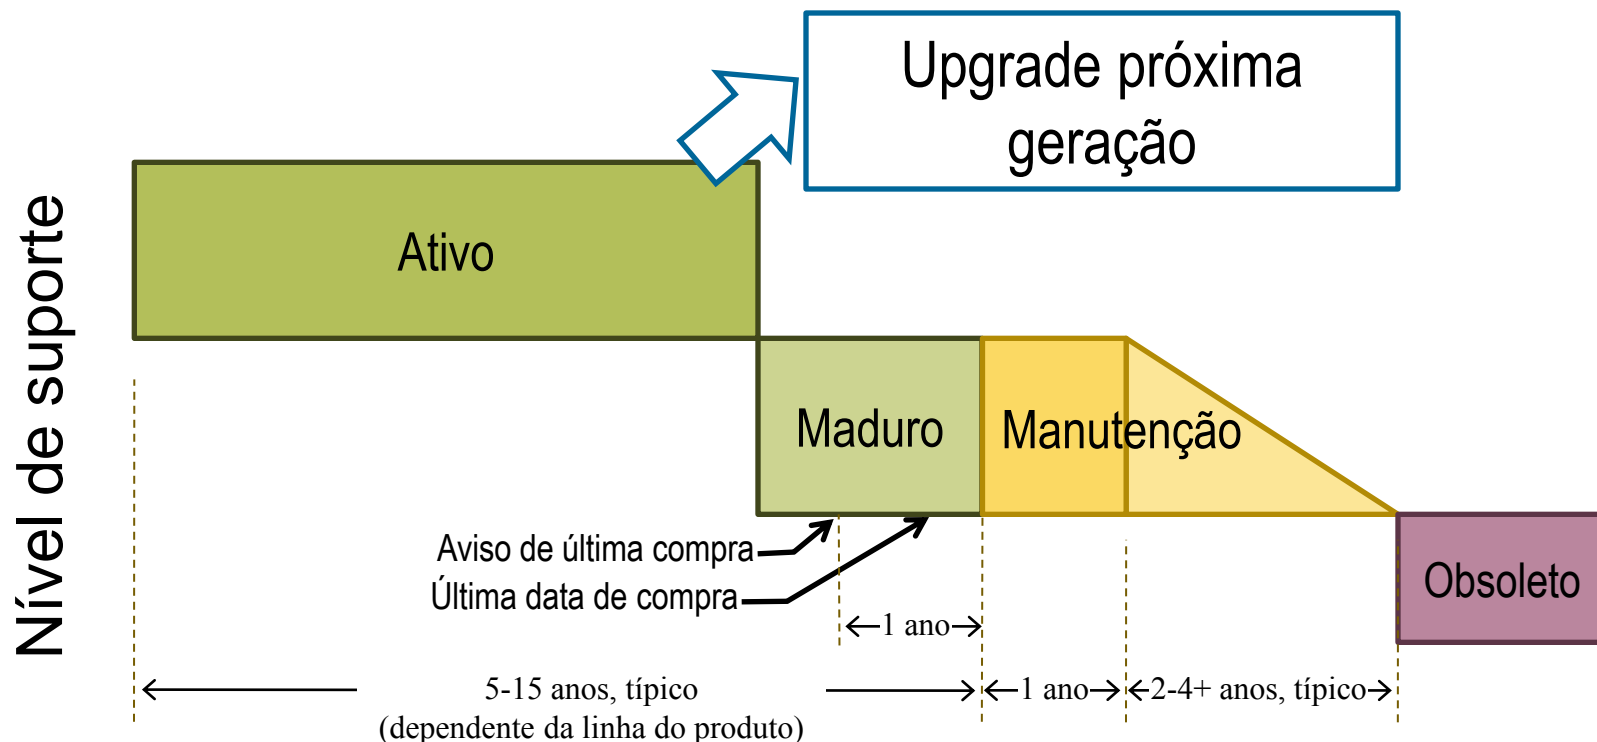 Upgrade próxima
geração
Nível de suporte
Ativo
Maduro
Manutenção
Aviso de última compra
Última data de compra
Obsoleto
1 ano
5-15 anos, típico
(dependente da linha do produto)
1 ano
2-4+ anos, típico